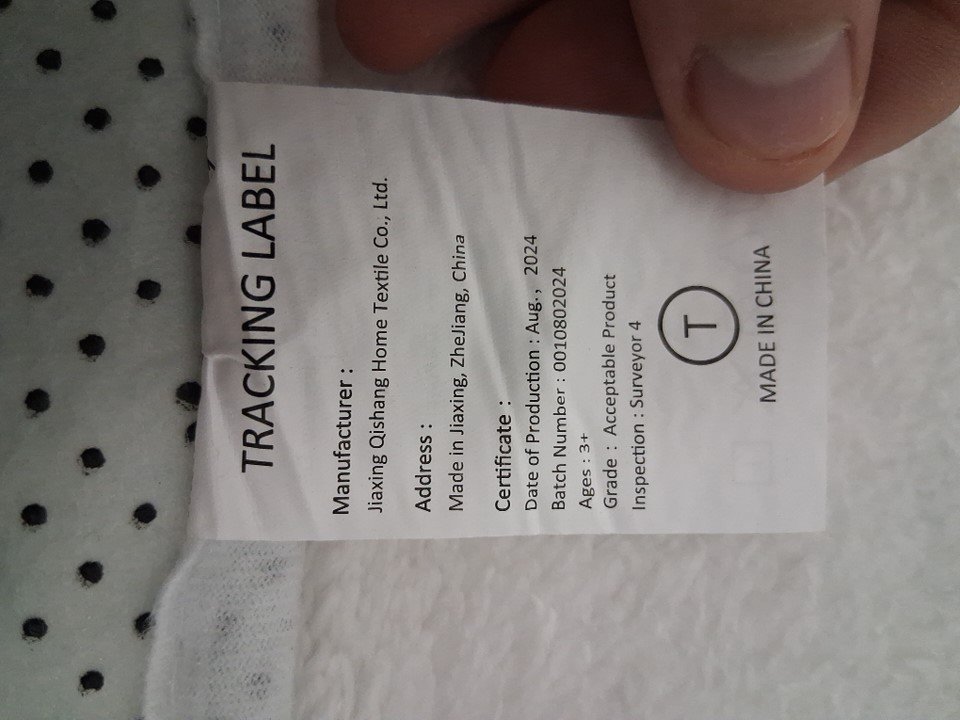 TRACKING LABEL
Manufacturer :
Jiaxing Qishang Home Textile Co., Ltd.
Address :
Made in Jiaxing, ZheJiang, China
Certificate :
Date of Production : Aug. , 2024
Batch Number : 0010802024
Ages : 3+
Grade : Acceptable Product
Inspection : Surveyor 4
T
MADE IN CHINA